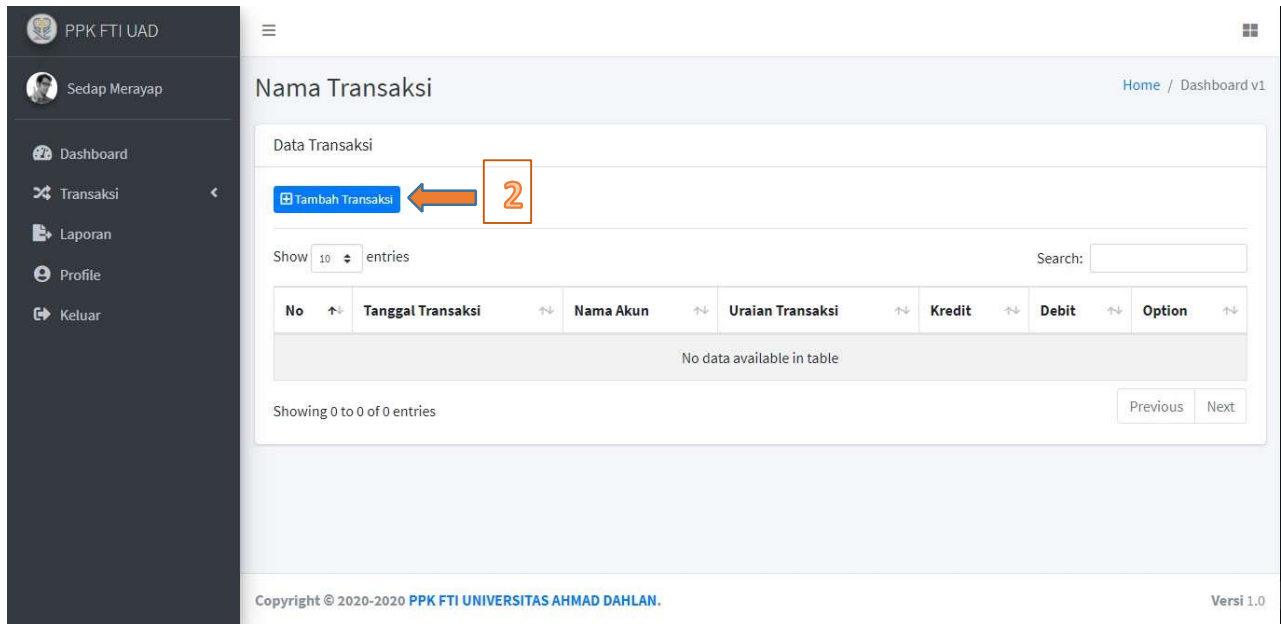 PPK FTI UAD
Sedap Merayap
Dashboard
Transaksi
Laporan
Profile
Keluar
Nama Transaksi
Home / Dashboard v1
Data Transaksi
Tambah Transaksi
2
Show 10 entries
Search:
No Tanggal Transaksi Nama Akun Uraian Transaksi Kredit Debit Option
No data available in table
Showing 0 to 0 of 0 entries
Previous Next
Copyright © 2020-2020 PPK FTI UNIVERSITAS AHMAD DAHLAN.
Versi 1.0